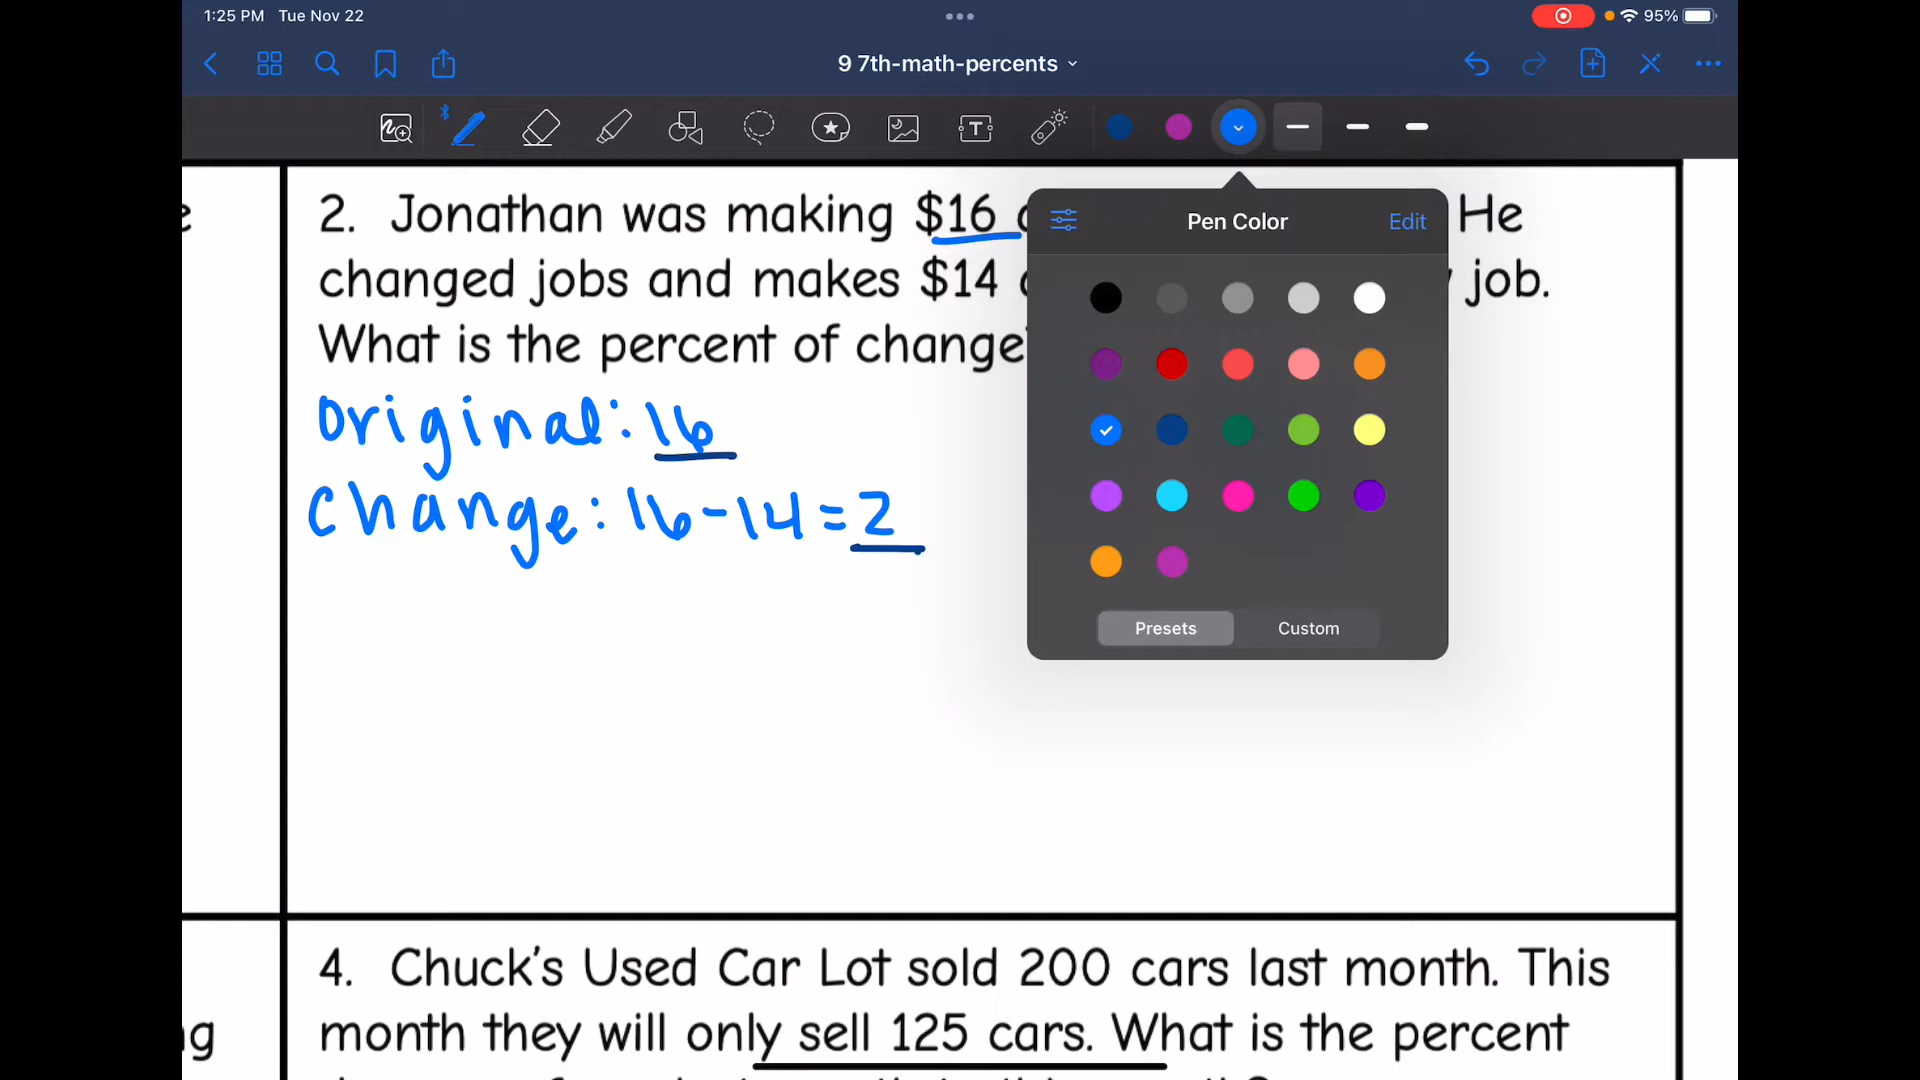 1:25 PM Tue Nov 22
95%
9 7th-math-percents
e
2. Jonathan was making $16
He
changed jobs and makes $14
job.
What is the percent of change
Original: 16
Change: 16-14=2
Pen Color
Edit
Presets
Custom
4. Chuck's Used Car Lot sold 200 cars last month. This
ng
month they will only sell 125 cars. What is the percent